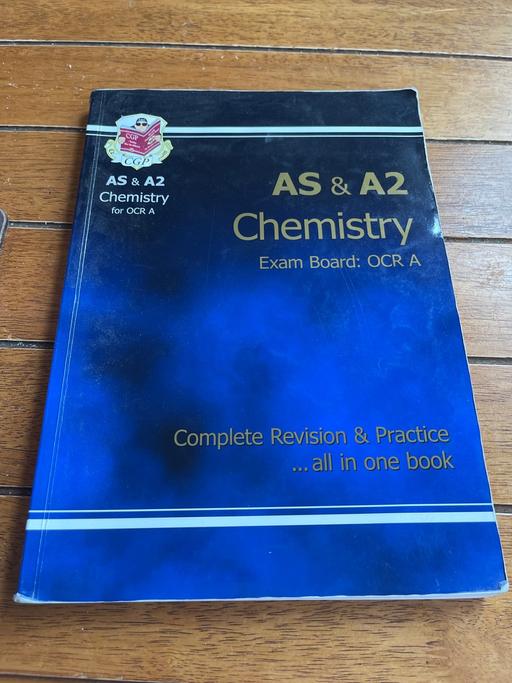 CGP
CGP
AS & A2
Chemistry
for OCR A
AS & A2
Chemistry
Exam Board: OCR A
Complete Revision & Practice
...all in one book